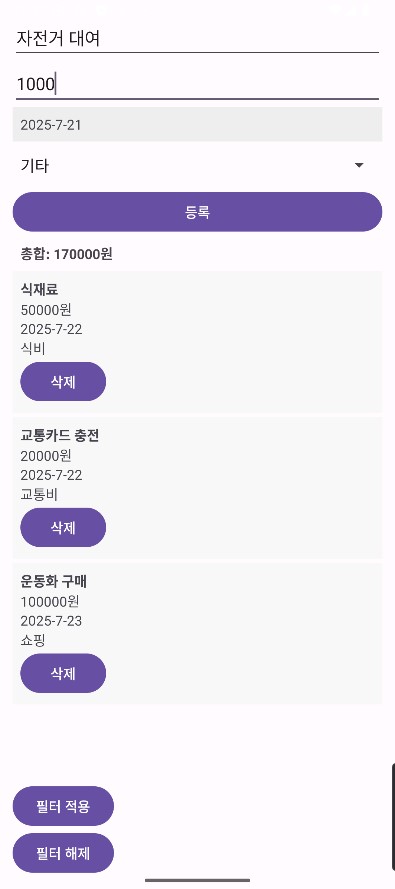 자전거 대여
1000
2025-7-21
기타
등록
총합: 170000원
식재료
50000원
2025-7-22
식비
삭제
교통카드 충전
20000원
2025-7-22
교통비
삭제
운동화 구매
100000원
2025-7-23
쇼핑
삭제
필터 적용
필터 해제